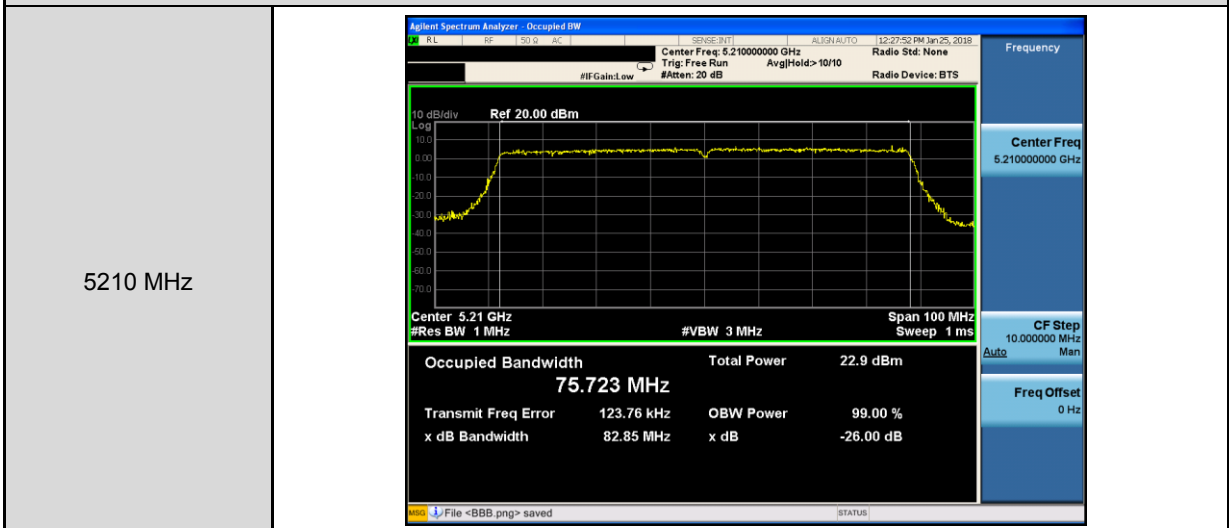 5210 MHz
Agilent Spectrum Analyzer - Occupied BW
RL RF 50 Ω AC SENSE:INT ALIGN AUTO 12:27:52 PM Jan 25, 2018
Center Freq: 5.210000000 GHz Radio Std: None
Trig: Free Run Avg|Hold:> 10/10
#IFGain:Low #Atten: 20 dB Radio Device: BTS
10 dB/div Ref 20.00 dBm
Log
10.0
0.00
-10.0
-20.0
-30.0
-40.0
-50.0
-60.0
-70.0
Center 5.21 GHz Span 100 MHz
#Res BW 1 MHz #VBW 3 MHz Sweep 1 ms
Occupied Bandwidth Total Power 22.9 dBm
75.723 MHz
Transmit Freq Error 123.76 kHz OBW Power 99.00 %
x dB Bandwidth 82.85 MHz x dB -26.00 dB
MSG File <BBB.png> saved STATUS
Frequency
Center Freq
5.210000000 GHz
CF Step
10.000000 MHz
Auto Man
Freq Offset
0 Hz